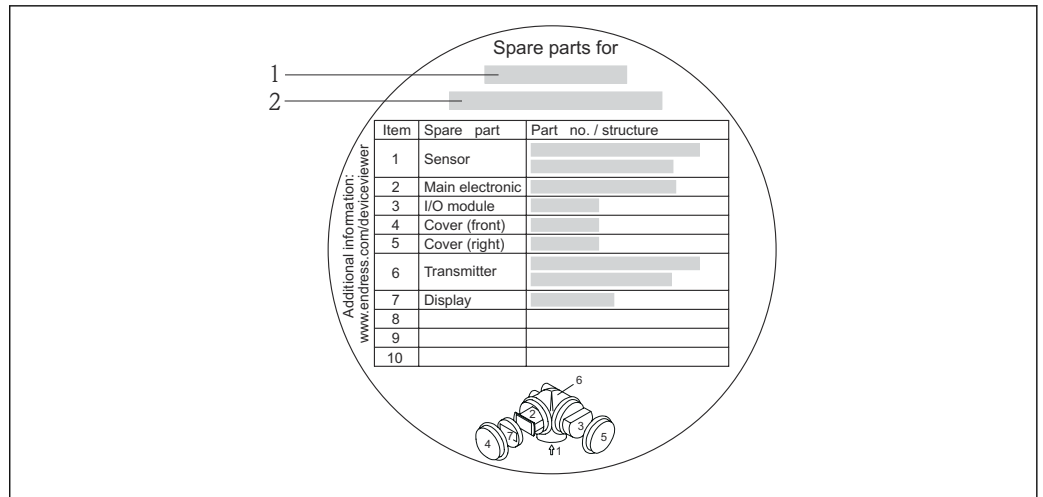 Spare parts for
1
2
Item Spare part Part no. / structure
1 Sensor
2 Main electronic
3 I/O module
4 Cover (front)
5 Cover (right)
6 Transmitter
7 Display
8
9
10
Additional information:
www.endress.com/deviceviewer
6
2
3
4
7
5
1